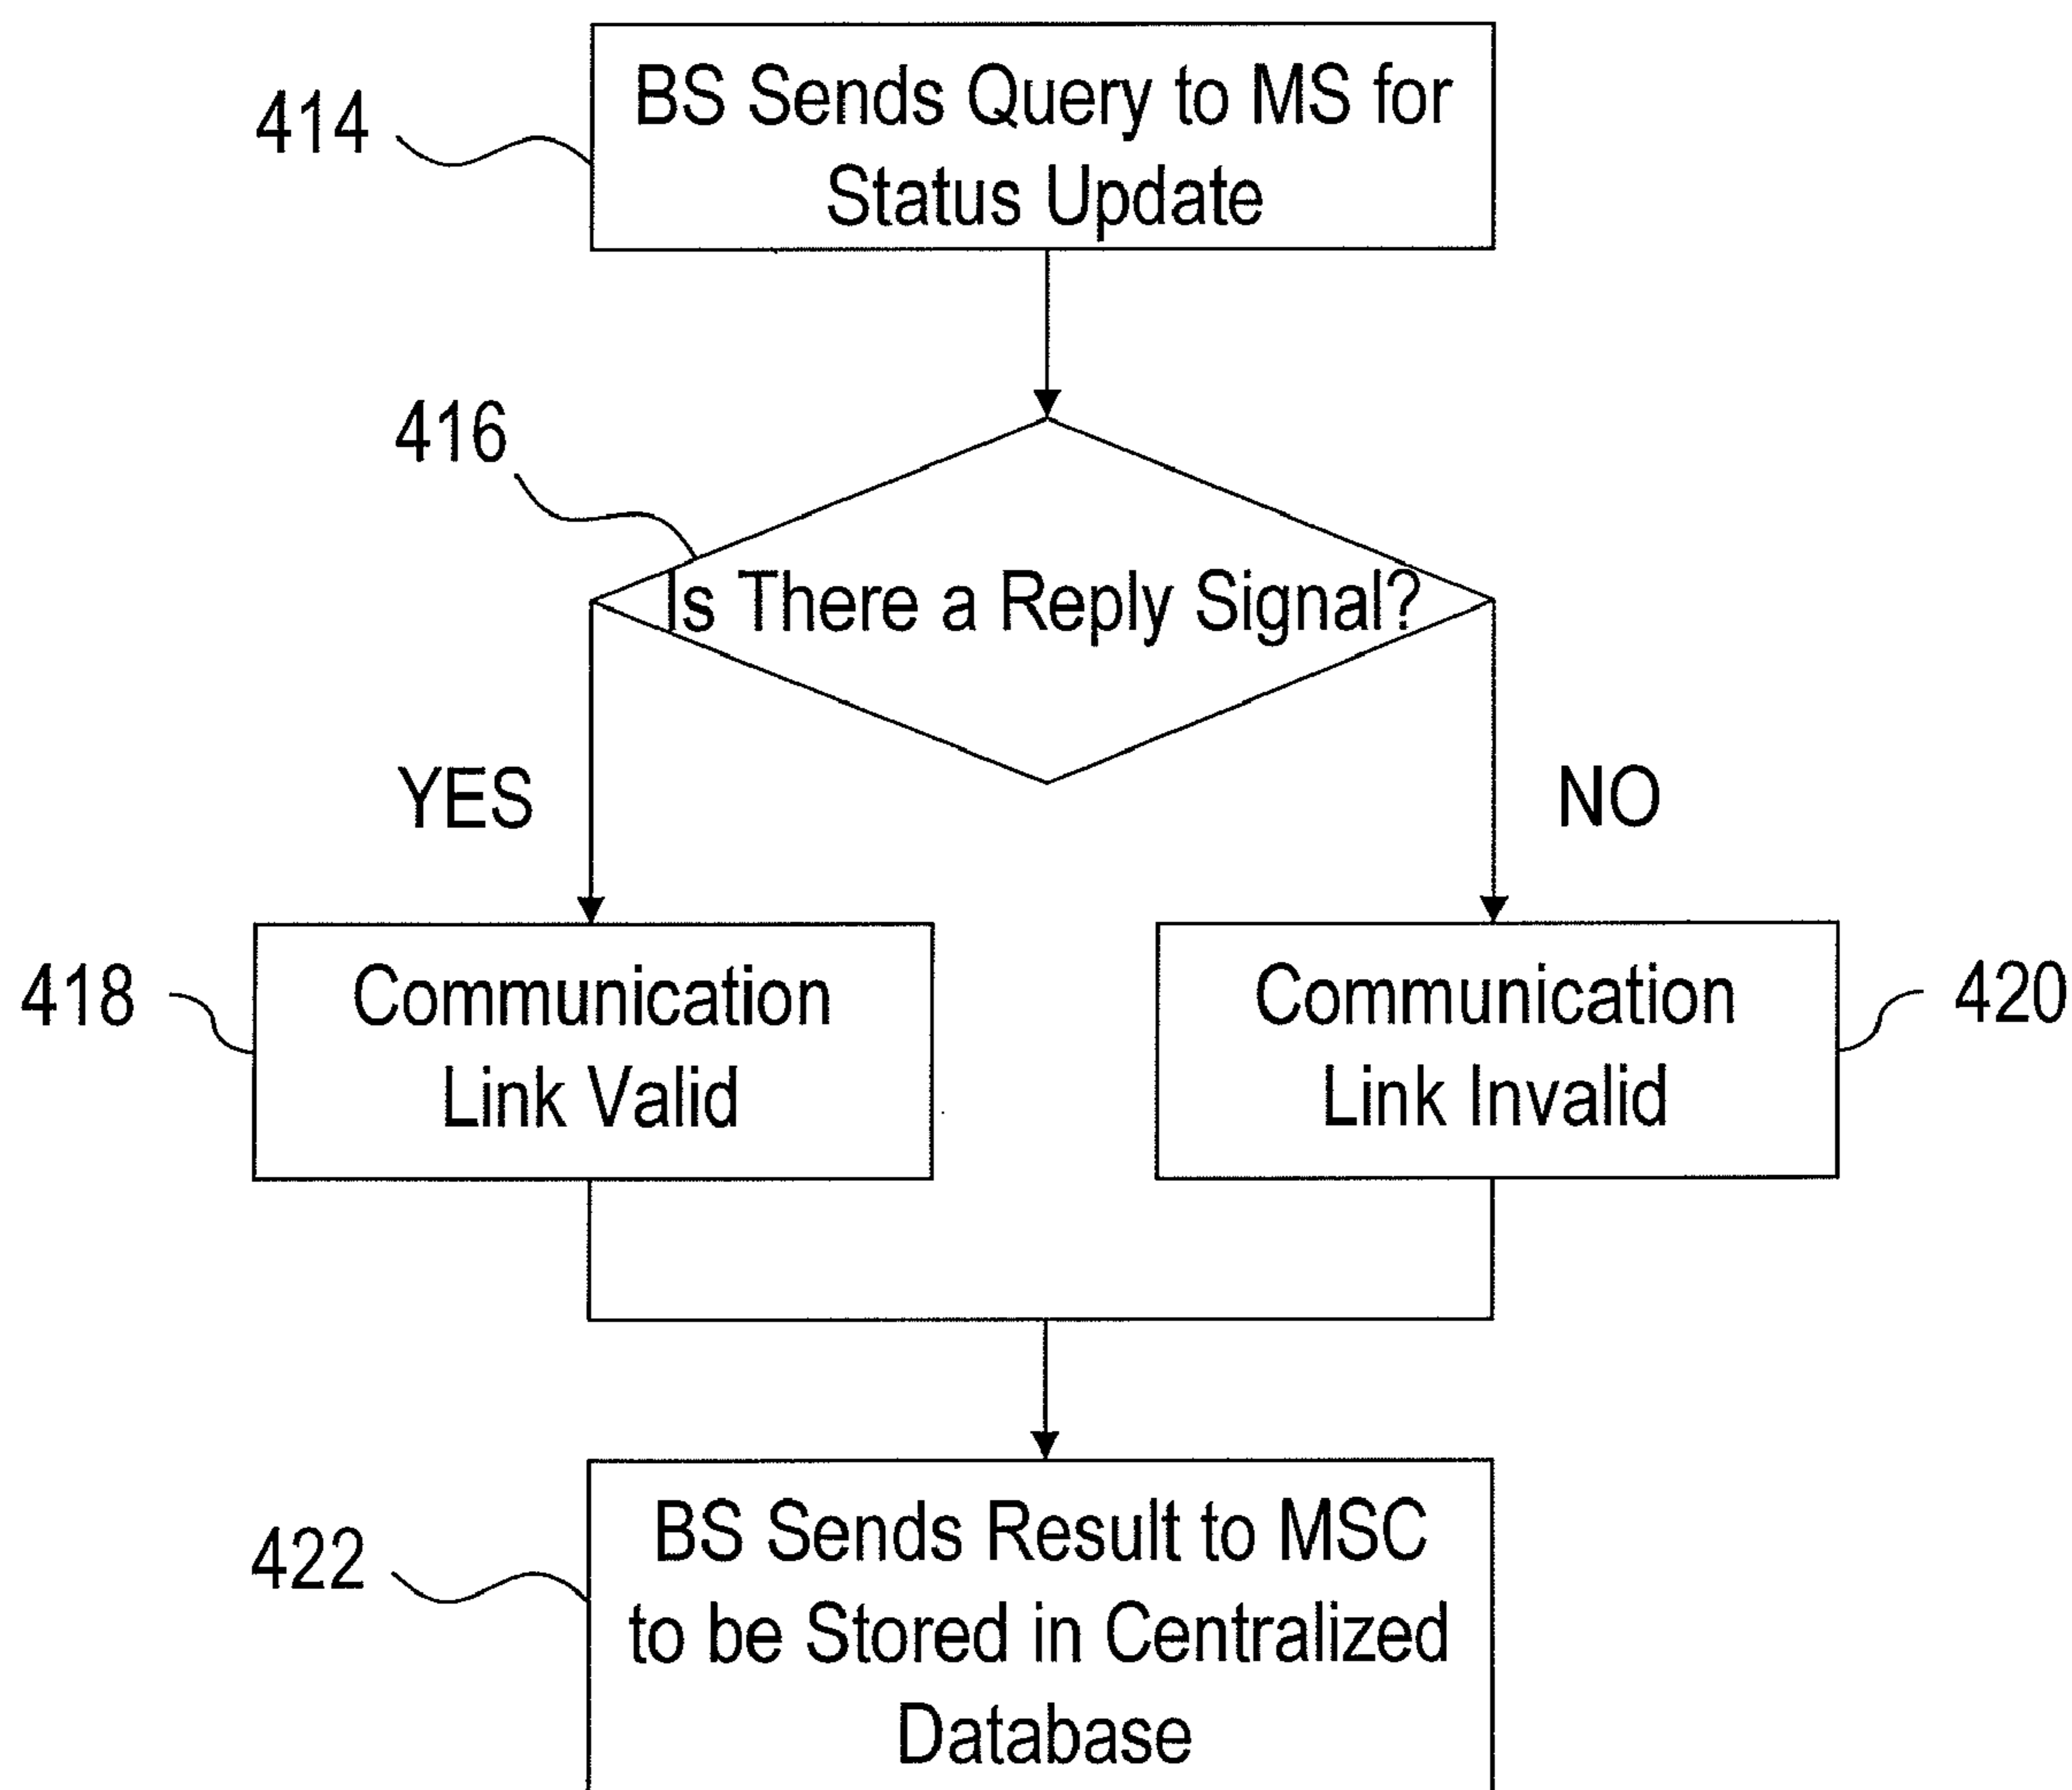 414
BS Sends Query to MS for
Status Update
416
Is There a Reply Signal?
YES
NO
418
Communication
Link Valid
Communication
Link Invalid
420
422
BS Sends Result to MSC
to be Stored in Centralized
Database